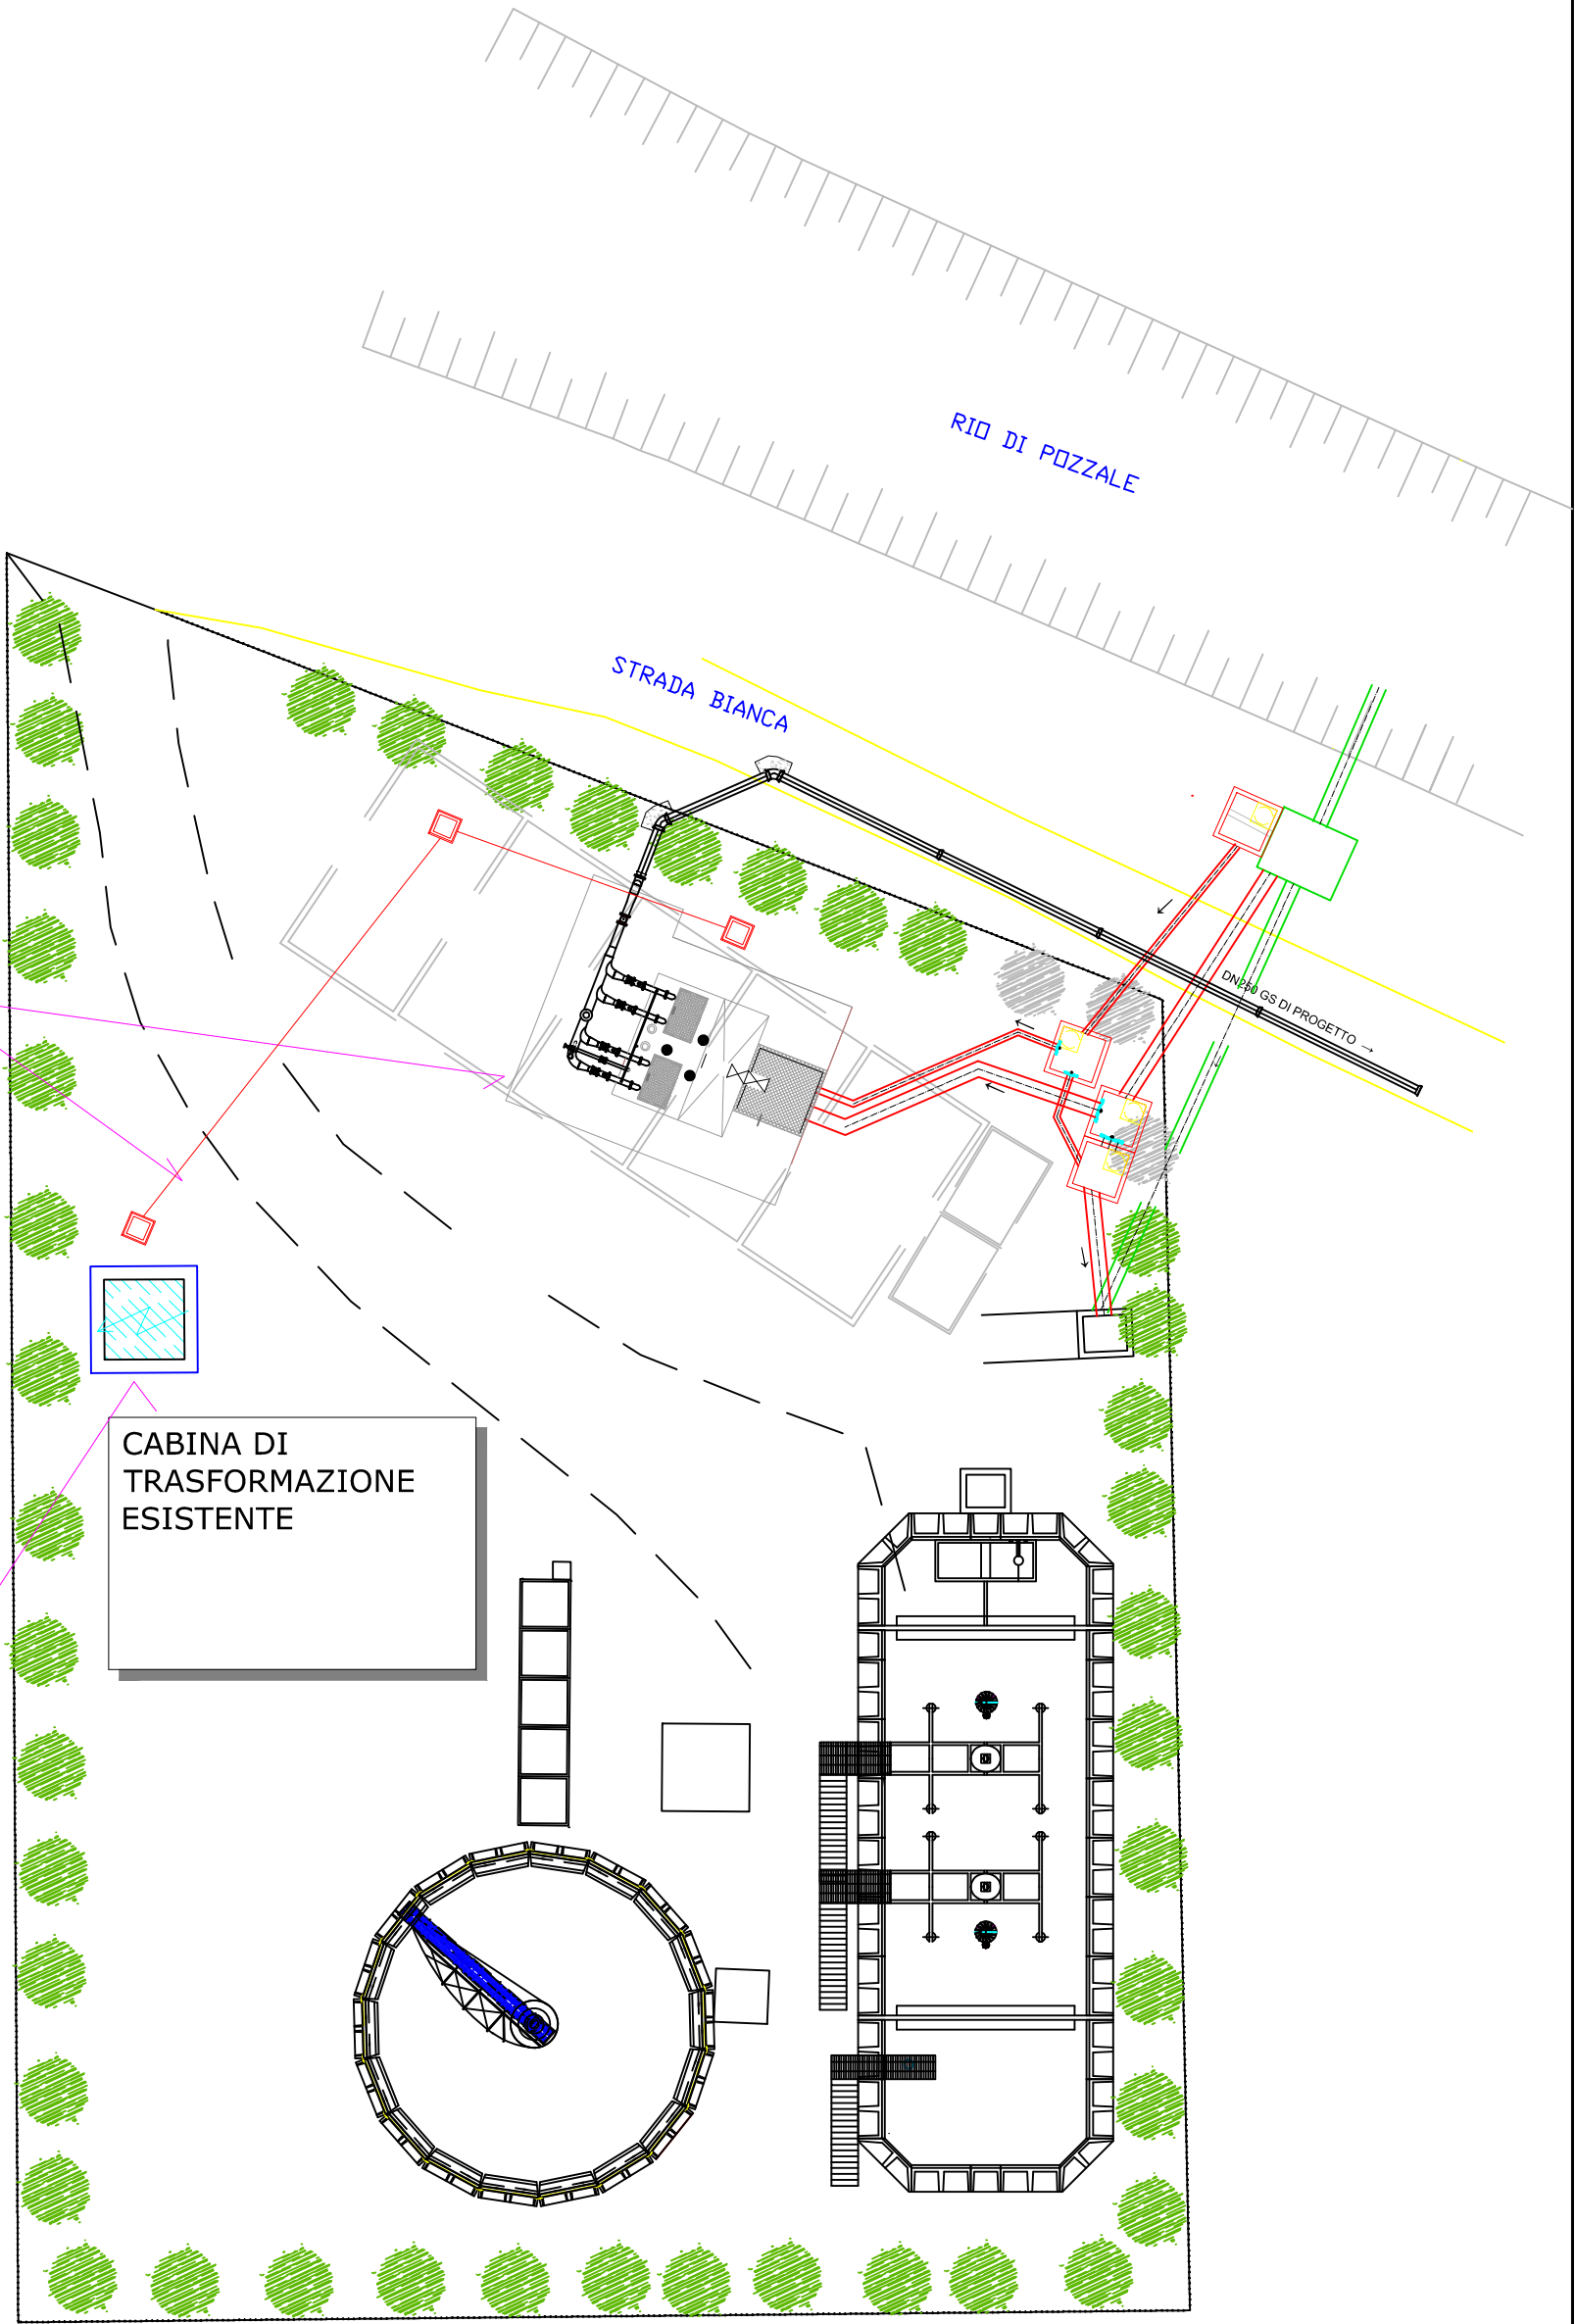 RIO DI POZZALE
STRADA BIANCA
DN250 GS DI PROGETTO →
CABINA DI
TRASFORMAZIONE
ESISTENTE